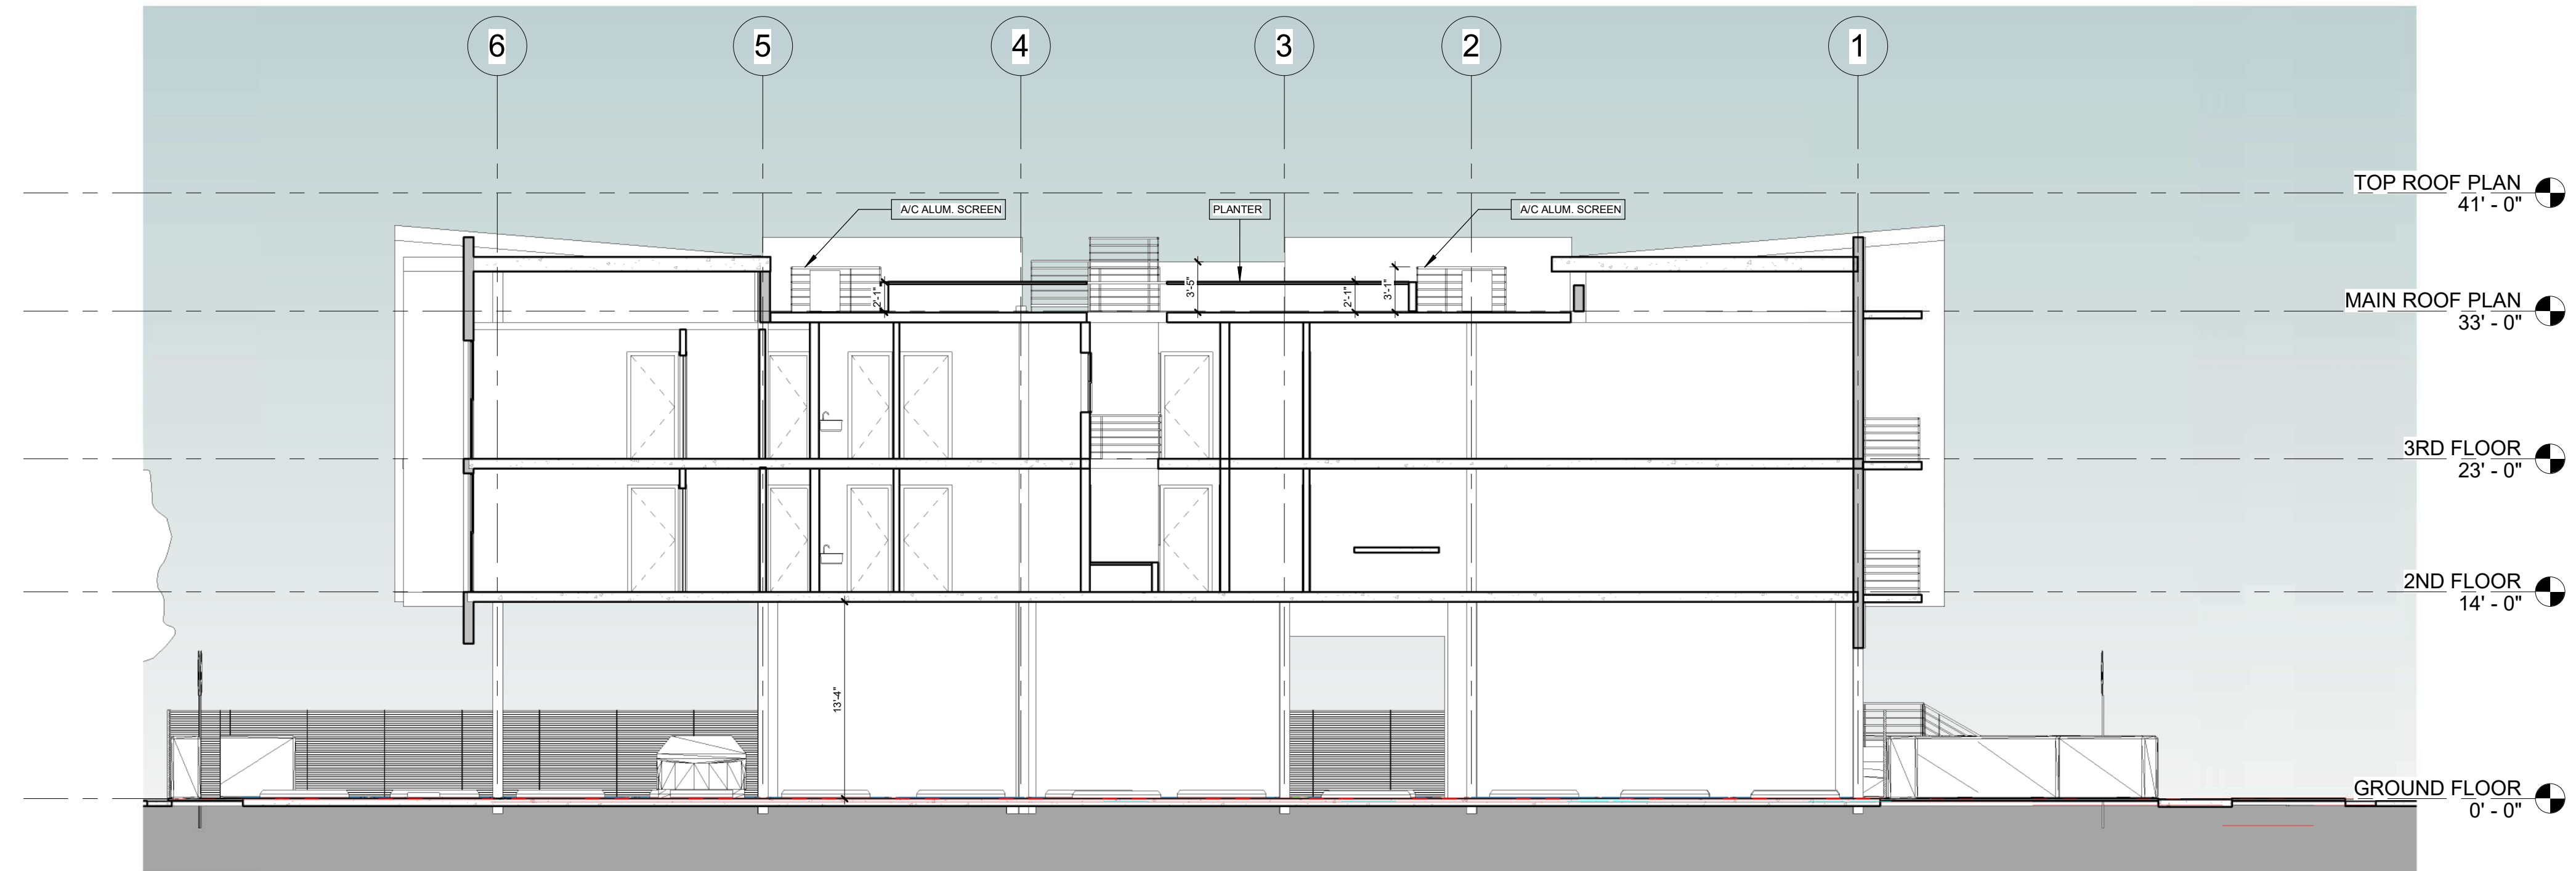 6
5
4
3
2
1
TOP ROOF PLAN
41' - 0"
A/C ALUM. SCREEN
PLANTER
A/C ALUM. SCREEN
2'-1"
3'-5"
2'-1"
3'-1"
MAIN ROOF PLAN
33' - 0"
3RD FLOOR
23' - 0"
2ND FLOOR
14' - 0"
13'-4"
GROUND FLOOR
0' - 0"